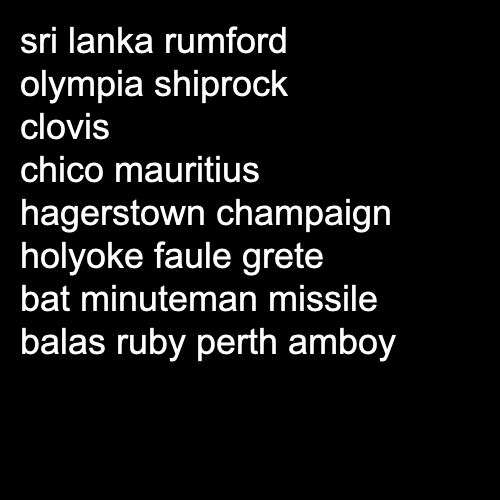 sri lanka rumford
olympia shiprock
clovis
chico mauritius
hagerstown champaign
holyoke faule grete
bat minuteman missile
balas ruby perth amboy